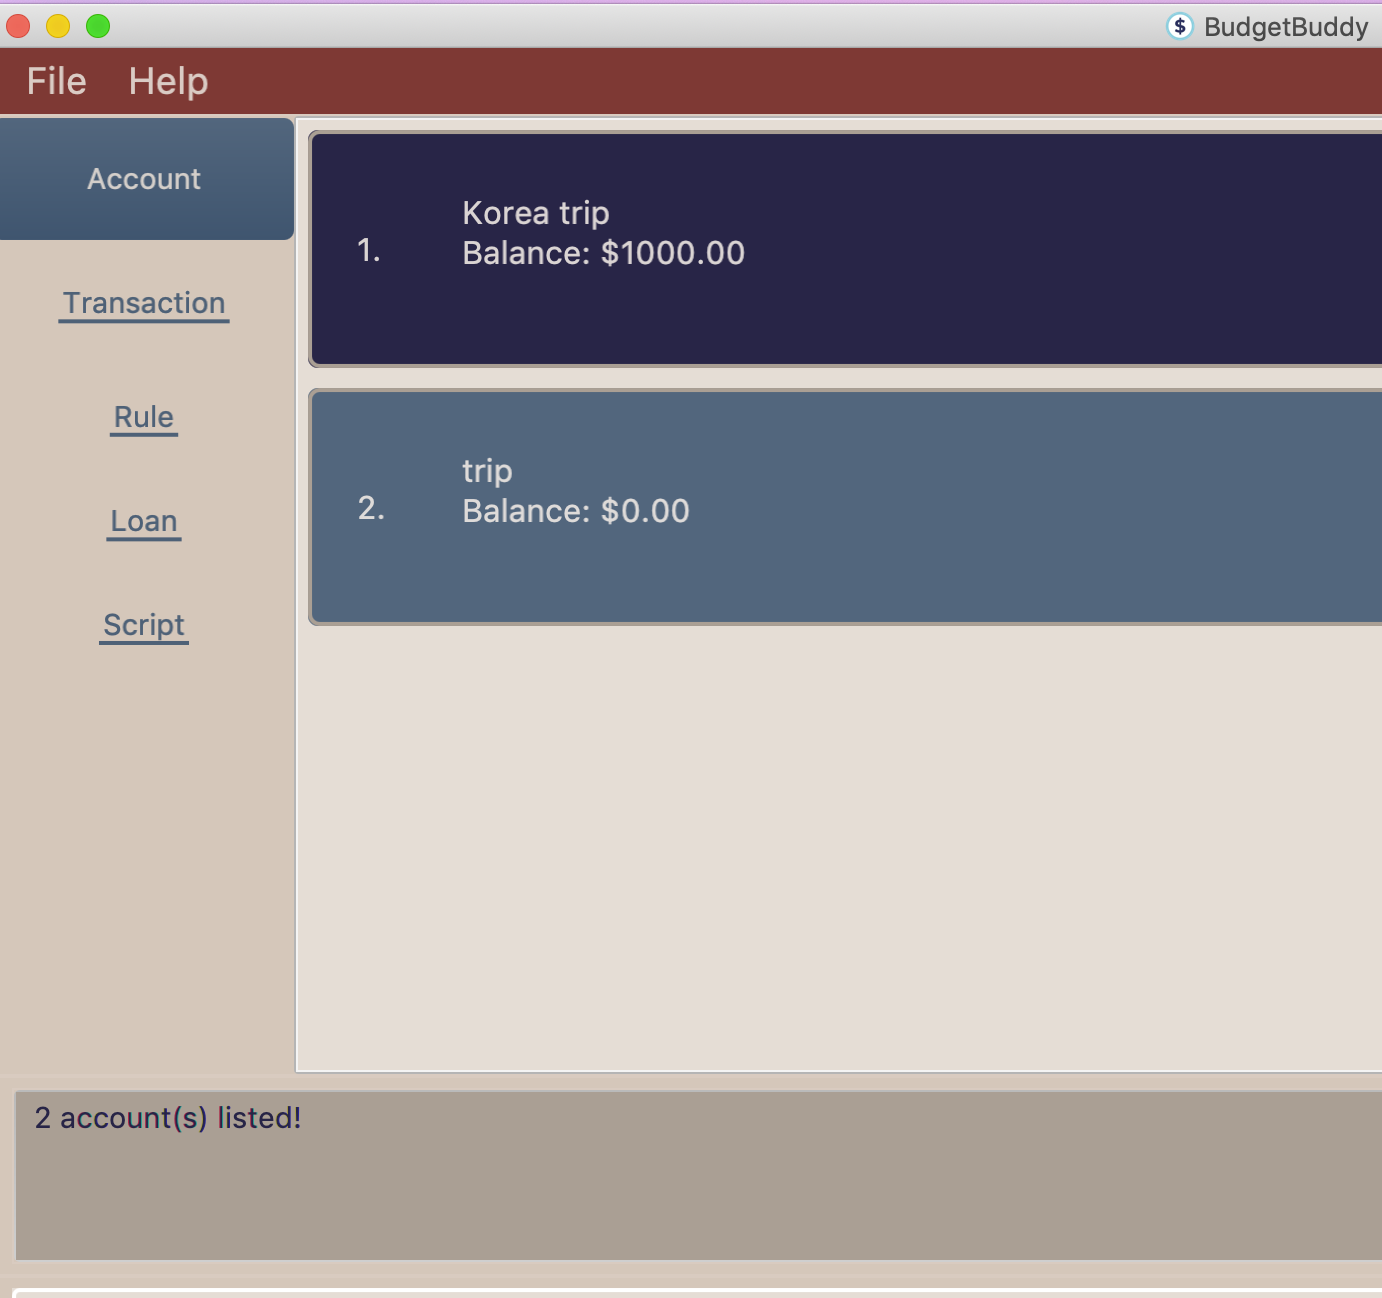 $ BudgetBuddy
File Help
Account
Transaction
Rule
Loan
Script
1.
Korea trip
Balance: $1000.00
2.
trip
Balance: $0.00
2 account(s) listed!